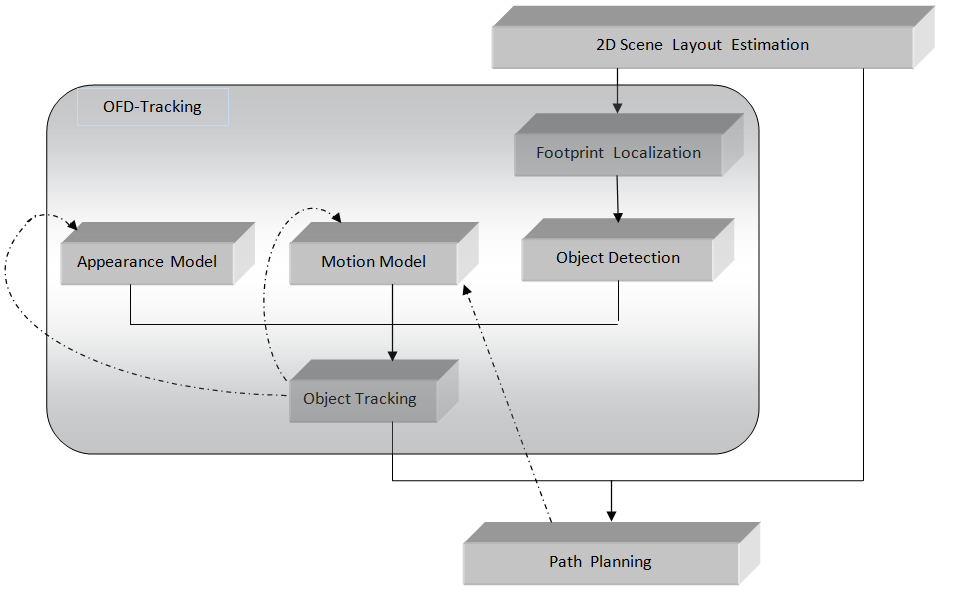 2D Scene Layout Estimation
OFD-Tracking
Footprint Localization
Appearance Model
Motion Model
Object Detection
Object Tracking
Path Planning